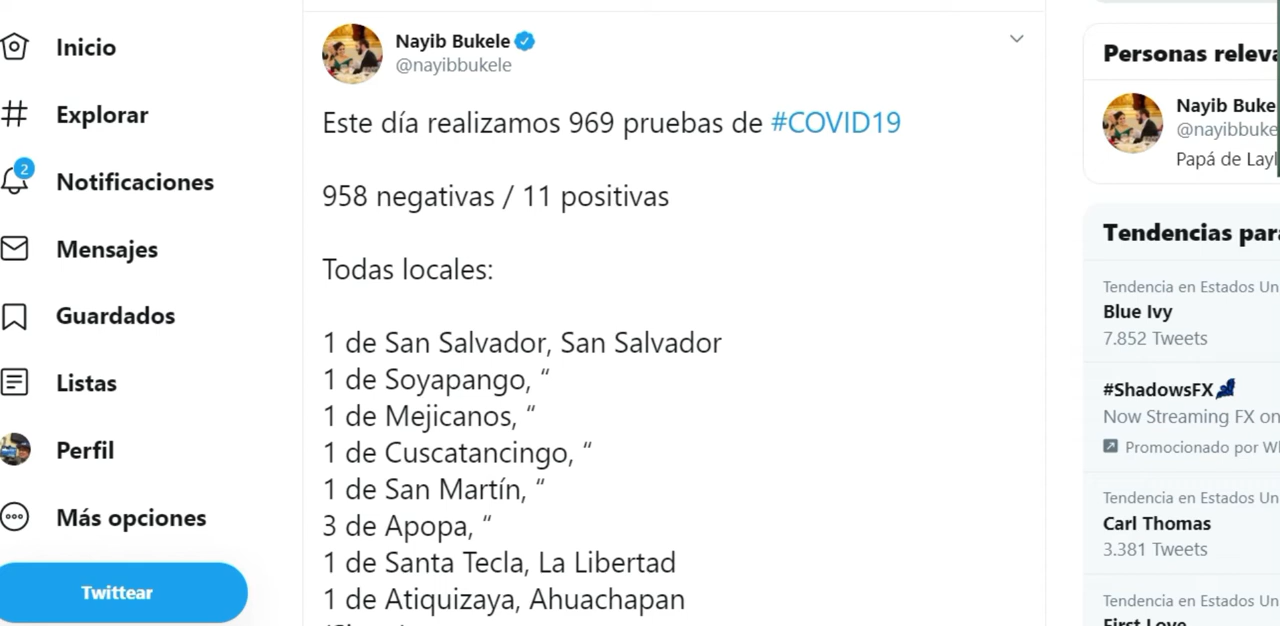 Inicio
Explorar
2
Notificaciones
Mensajes
Guardados
Listas
Perfil
Más opciones
Twittear
Nayib Bukele
@nayibbukele
Este día realizamos 969 pruebas de #COVID19
958 negativas / 11 positivas
Todas locales:
1 de San Salvador, San Salvador
1 de Soyapango, “
1 de Mejicanos, “
1 de Cuscatancingo, “
1 de San Martín, “
3 de Apopa, “
1 de Santa Tecla, La Libertad
1 de Atiquizaya, Ahuachapan
Personas releva
Nayib Buke
@nayibbuke
Papá de Layl
Tendencias para
Tendencia en Estados Un
Blue Ivy
7.852 Tweets
#ShadowsFX
Now Streaming FX on
Promocionado por Wh
Tendencia en Estados Un
Carl Thomas
3.381 Tweets
Tendencia en Estados Un
First Love